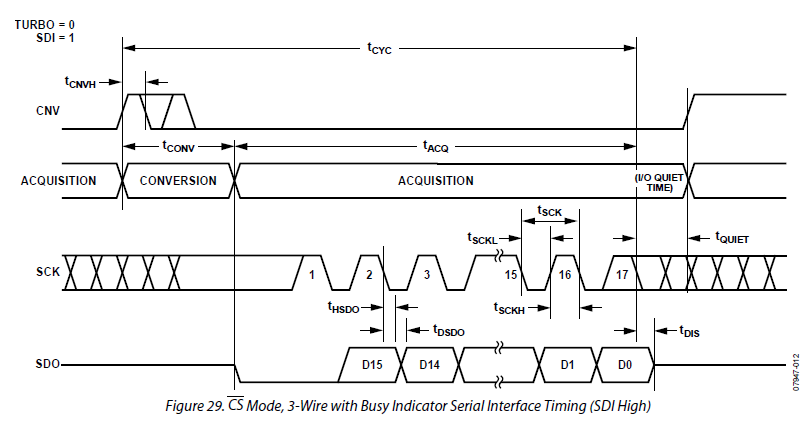 TURBO = 0
SDI = 1
tCYC
tCNVH
CNV
tCONV
tACQ
ACQUISITION
CONVERSION
ACQUISITION
(I/O QUIET
TIME)
tSCK
tSCKL
tQUIET
SCK
1
2
3
15
16
17
tHSDO
tSCKH
tDSDO
tDIS
SDO
D15
D14
D1
D0
07947-012
Figure 29. C̅S̅ Mode, 3-Wire with Busy Indicator Serial Interface Timing (SDI High)